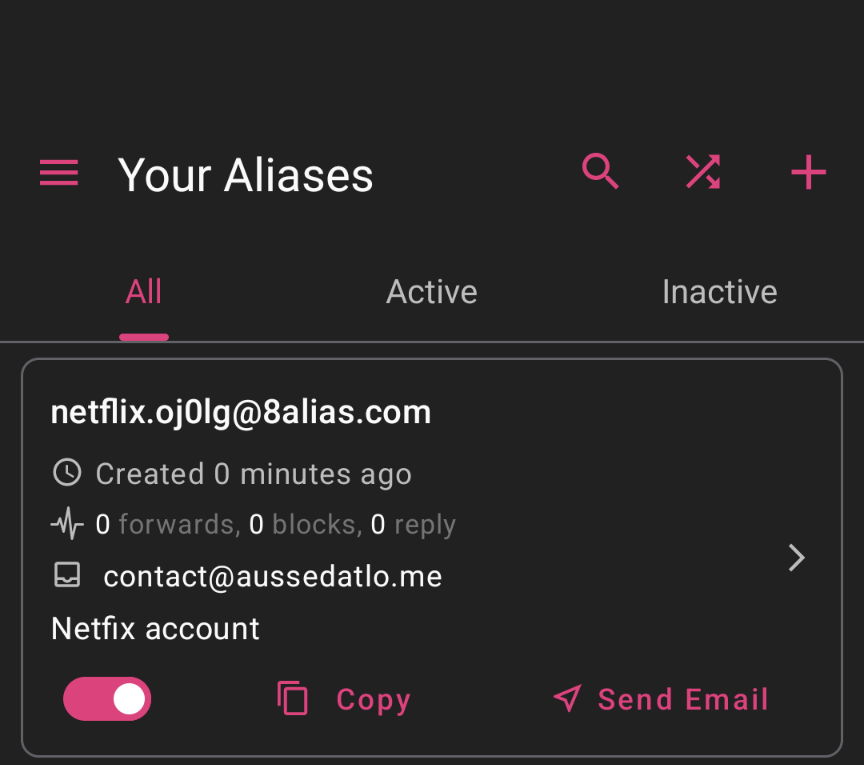 Your Aliases
All Active Inactive
netflix.oj0lg@8alias.com
Created 0 minutes ago
0 forwards, 0 blocks, 0 reply
contact@aussedatlo.me
Netfix account
Copy Send Email